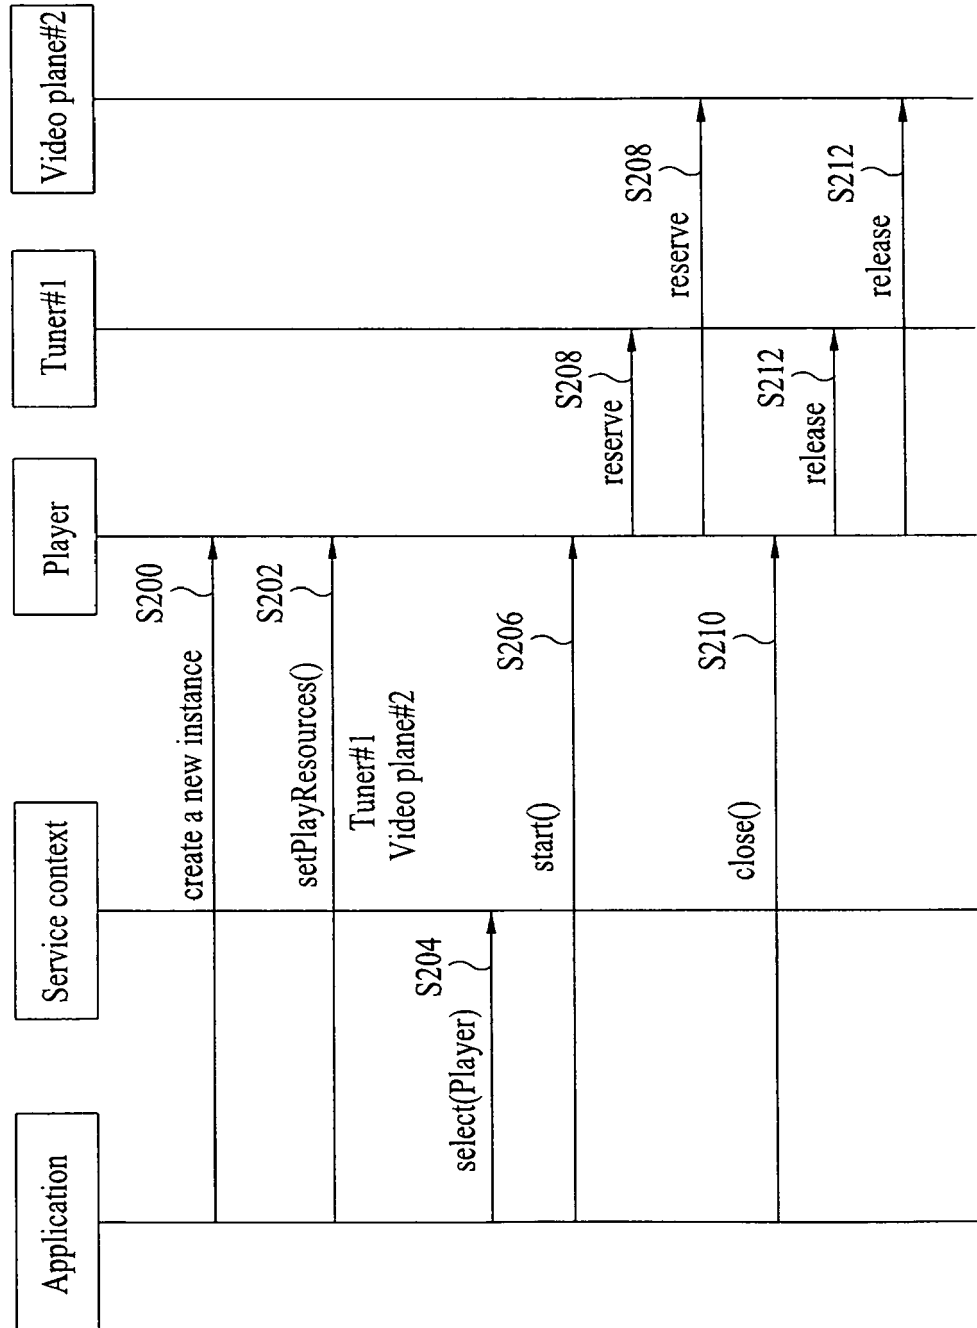 Application
Service context
Player
Tuner#1
Video plane#2
S200
create a new instance
S202
setPlayResources()
Tuner#1
Video plane#2
S204
select(Player)
S206
start()
S208
reserve
S208
reserve
S210
close()
S212
release
S212
release